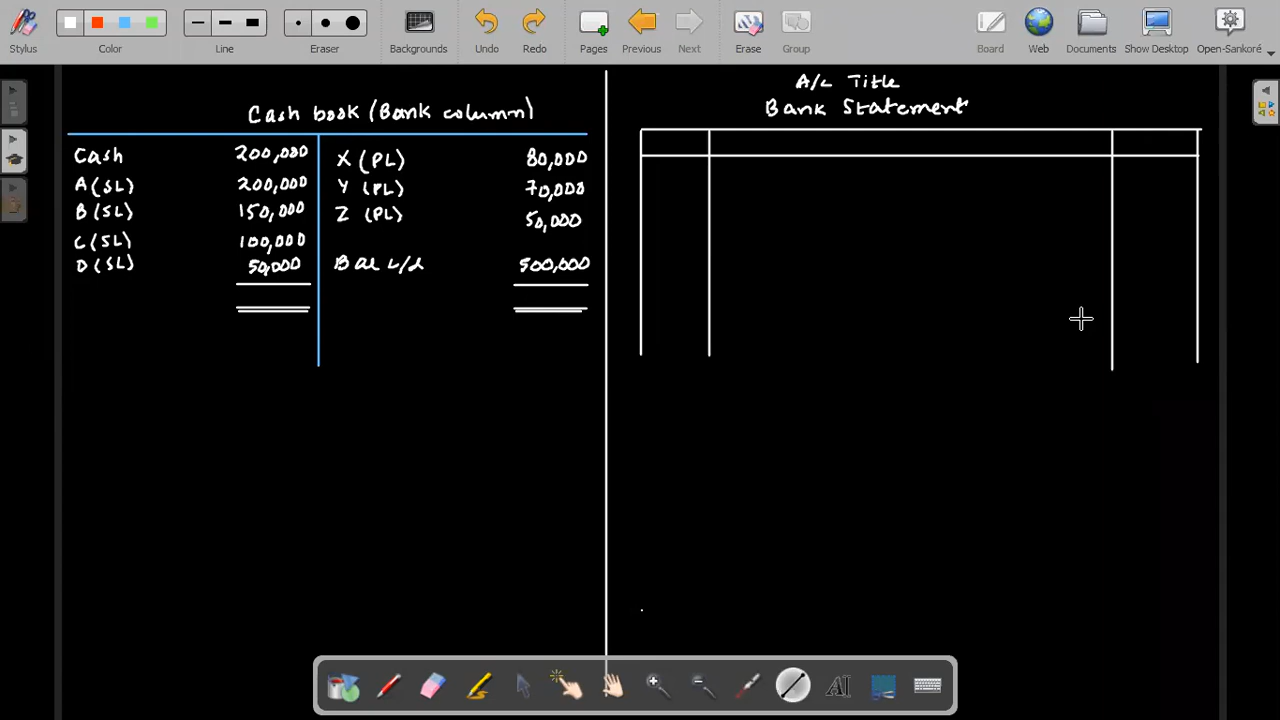 Stylus
Color
Line
Eraser
Backgrounds
Undo
Redo
Pages
Previous
Next
Erase
Group
Board
Web
Documents
Show Desktop
Open-Sankoré
Cash book (Bank column)
Cash 200,000 X (PL) 80,000
A (SL) 200,000 Y (PL) 70,000
B (SL) 150,000 Z (PL) 50,000
C (SL) 100,000
D (SL) 50,000 Bal c/d 500,000
A/C Title
Bank Statement
AI